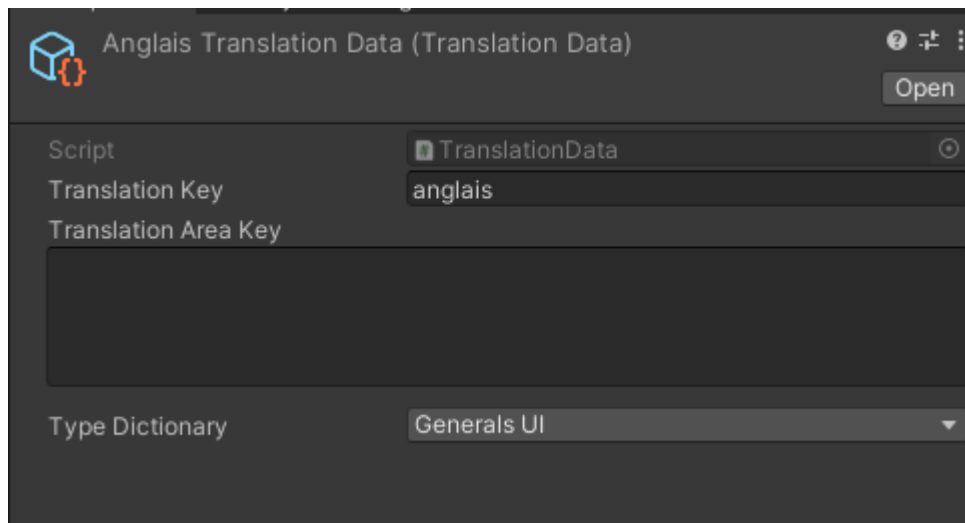 Anglais Translation Data (Translation Data)
Open
Script
TranslationData
Translation Key
anglais
Translation Area Key
Type Dictionary
Generals UI